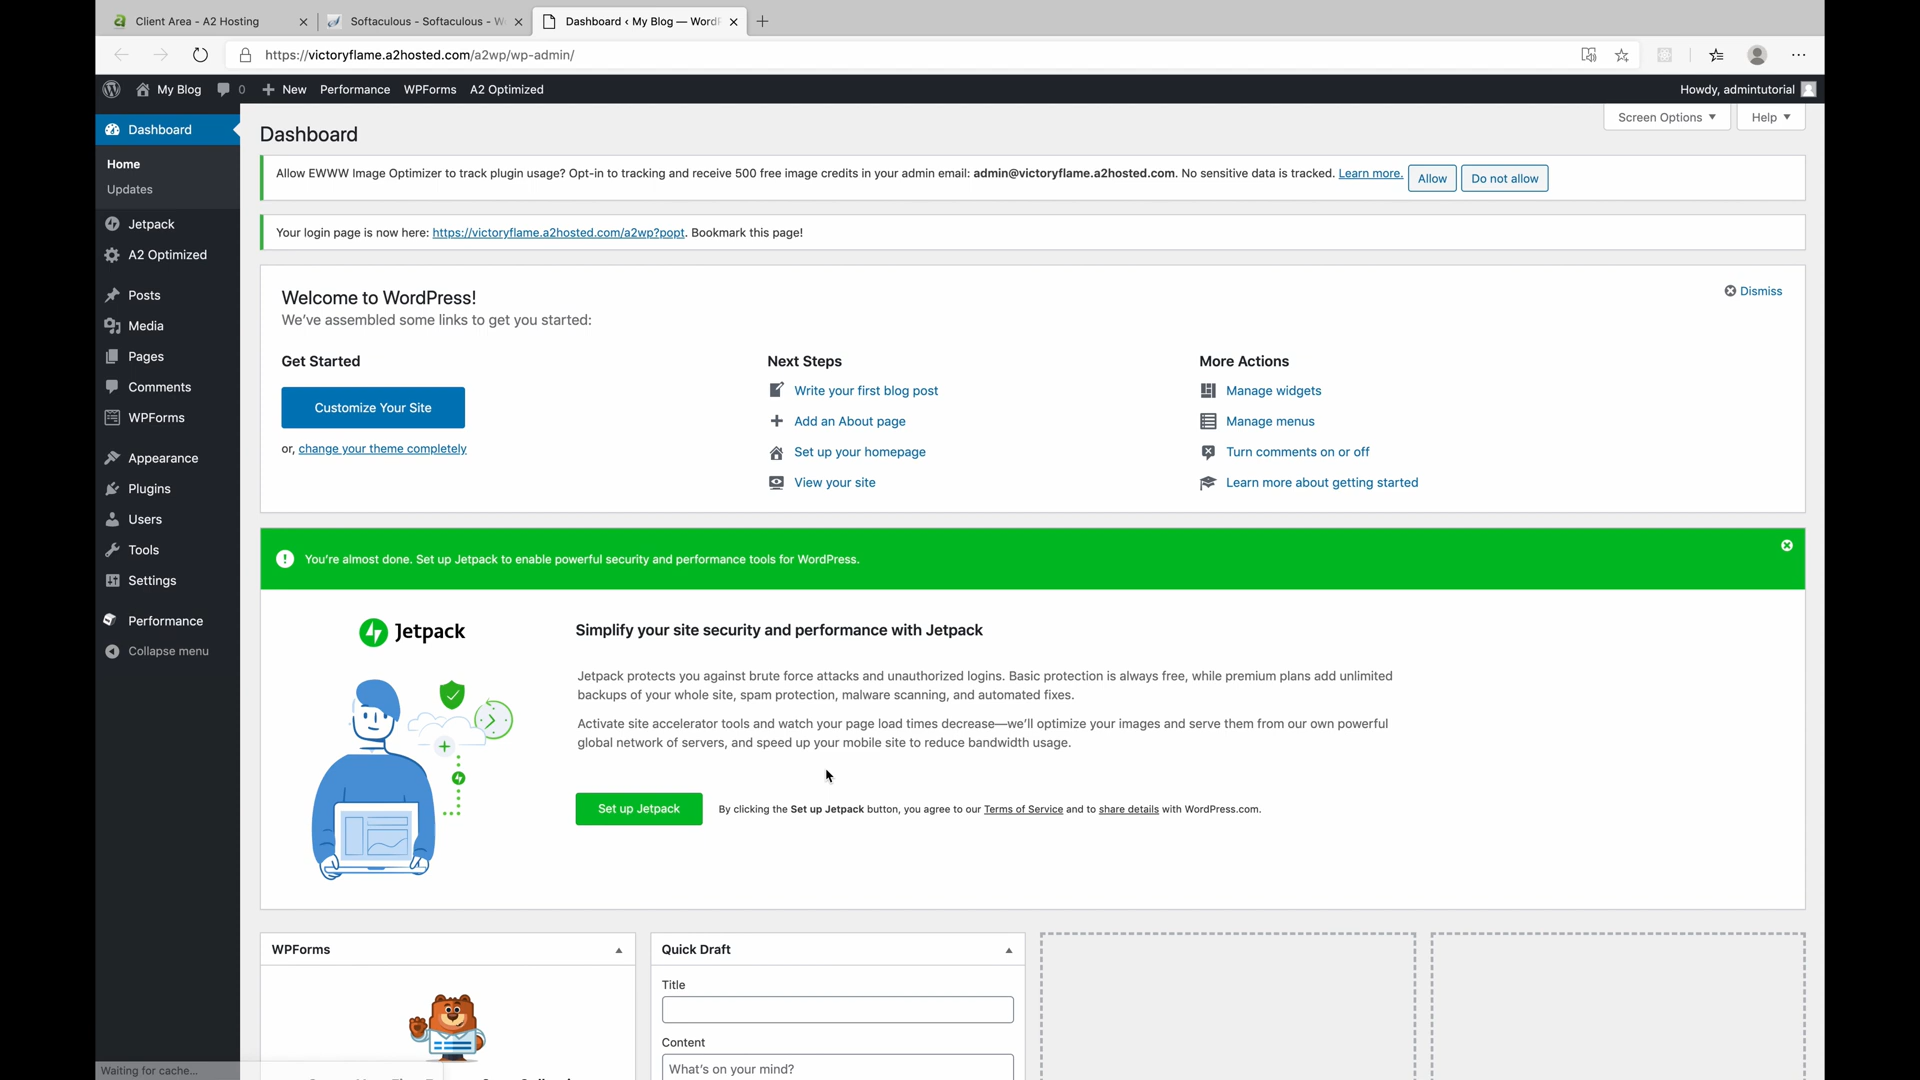 Client Area - A2 Hosting
Softaculous - Softaculous - W
Dashboard ‹ My Blog — WordP
https://victoryflame.a2hosted.com/a2wp/wp-admin/
My Blog
0
New
Performance
WPForms
A2 Optimized
Howdy, admintutorial
Screen Options
Help
Dashboard
Home
Updates
Jetpack
A2 Optimized
Posts
Media
Pages
Comments
WPForms
Appearance
Plugins
Users
Tools
Settings
Performance
Collapse menu
Dashboard
Allow EWWW Image Optimizer to track plugin usage? Opt-in to tracking and receive 500 free image credits in your admin email: admin@victoryflame.a2hosted.com. No sensitive data is tracked. Learn more. Allow Do not allow
Your login page is now here: https://victoryflame.a2hosted.com/a2wp?popt. Bookmark this page!
Welcome to WordPress!
We've assembled some links to get you started:
Dismiss
Get Started
Customize Your Site
or, change your theme completely
Next Steps
Write your first blog post
Add an About page
Set up your homepage
View your site
More Actions
Manage widgets
Manage menus
Turn comments on or off
Learn more about getting started
You're almost done. Set up Jetpack to enable powerful security and performance tools for WordPress.
Jetpack
Simplify your site security and performance with Jetpack
Jetpack protects you against brute force attacks and unauthorized logins. Basic protection is always free, while premium plans add unlimited
backups of your whole site, spam protection, malware scanning, and automated fixes.
Activate site accelerator tools and watch your page load times decrease—we'll optimize your images and serve them from our own powerful
global network of servers, and speed up your mobile site to reduce bandwidth usage.
Set up Jetpack
By clicking the Set up Jetpack button, you agree to our Terms of Service and to share details with WordPress.com.
WPForms
Quick Draft
Title
Content
What's on your mind?
Waiting for cache...